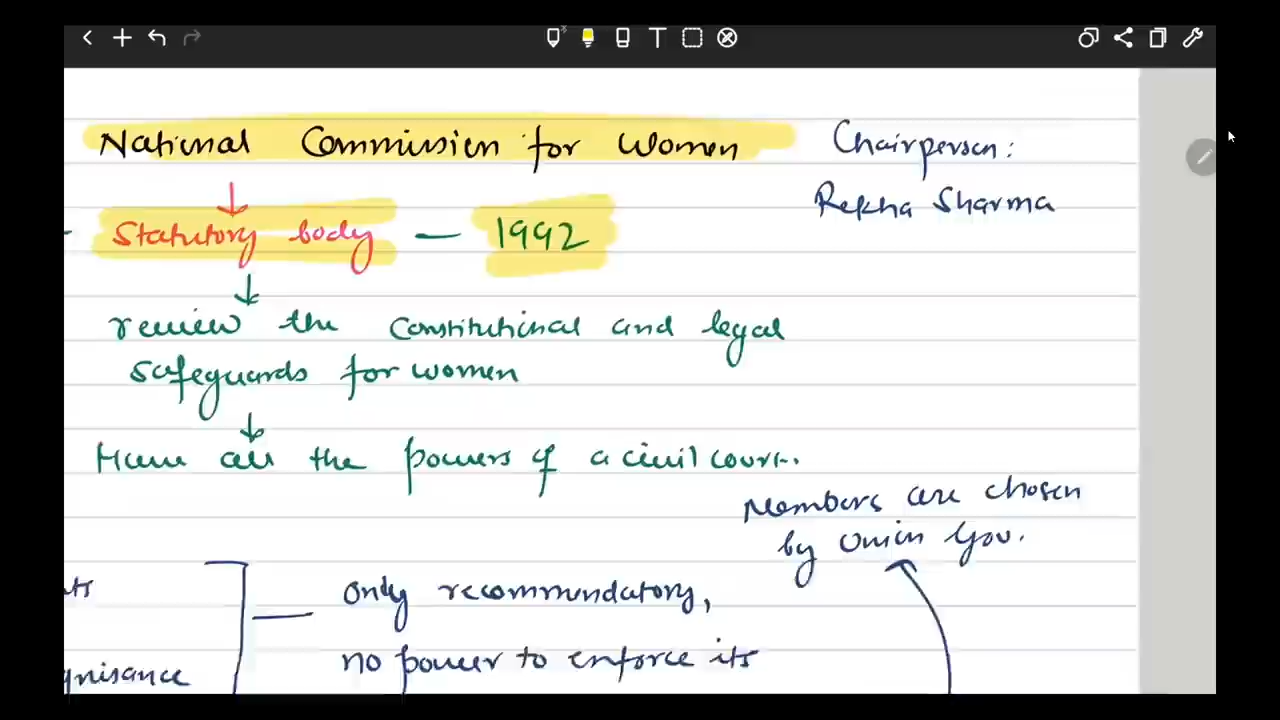 National Commission for Women
Chairperson:
Rekha Sharma
Statutory body — 1992
review the Constitutional and legal
safeguards for women
Have all the powers of a civil court.
Members are chosen
by Union Gov.
nts
Only recommendatory,
no power to enforce its
gnisance